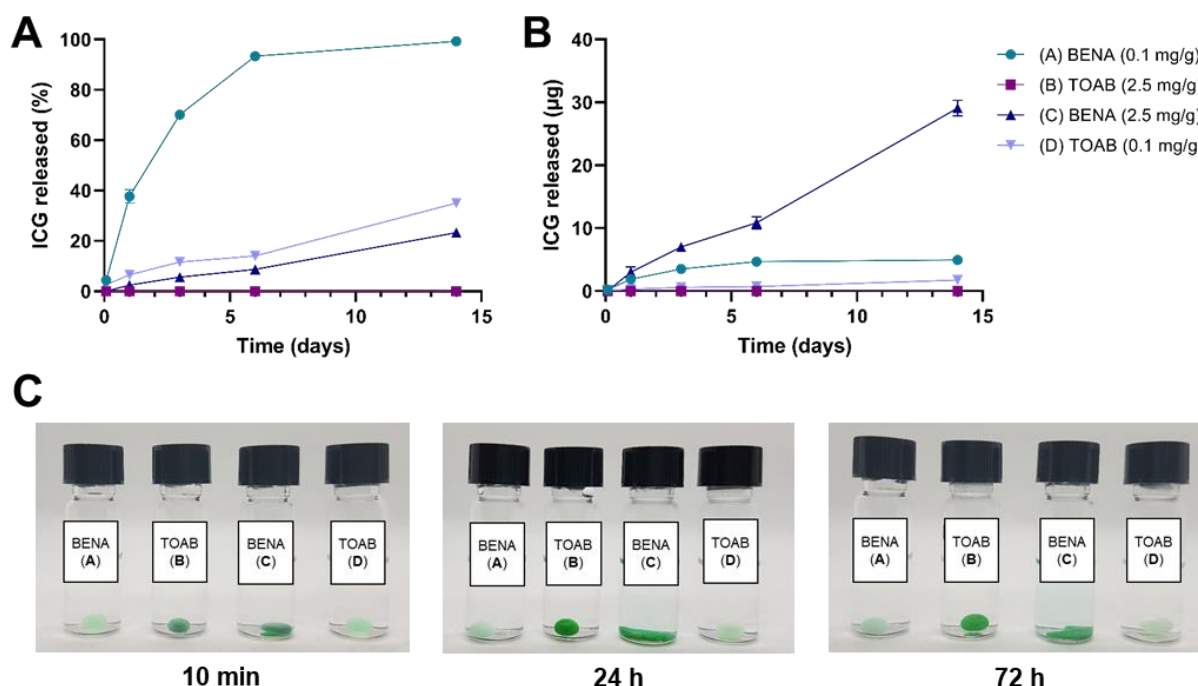 A
ICG released (%)
100
80
60
40
20
0
0
5
10
15
Time (days)
B
ICG released (µg)
40
30
20
10
0
0
5
10
15
Time (days)
(A) BENA (0.1 mg/g)
(B) TOAB (2.5 mg/g)
(C) BENA (2.5 mg/g)
(D) TOAB (0.1 mg/g)
C
BENA
(A)
TOAB
(B)
BENA
(C)
TOAB
(D)
10 min
BENA
(A)
TOAB
(B)
BENA
(C)
TOAB
(D)
24 h
BENA
(A)
TOAB
(B)
BENA
(C)
TOAB
(D)
72 h